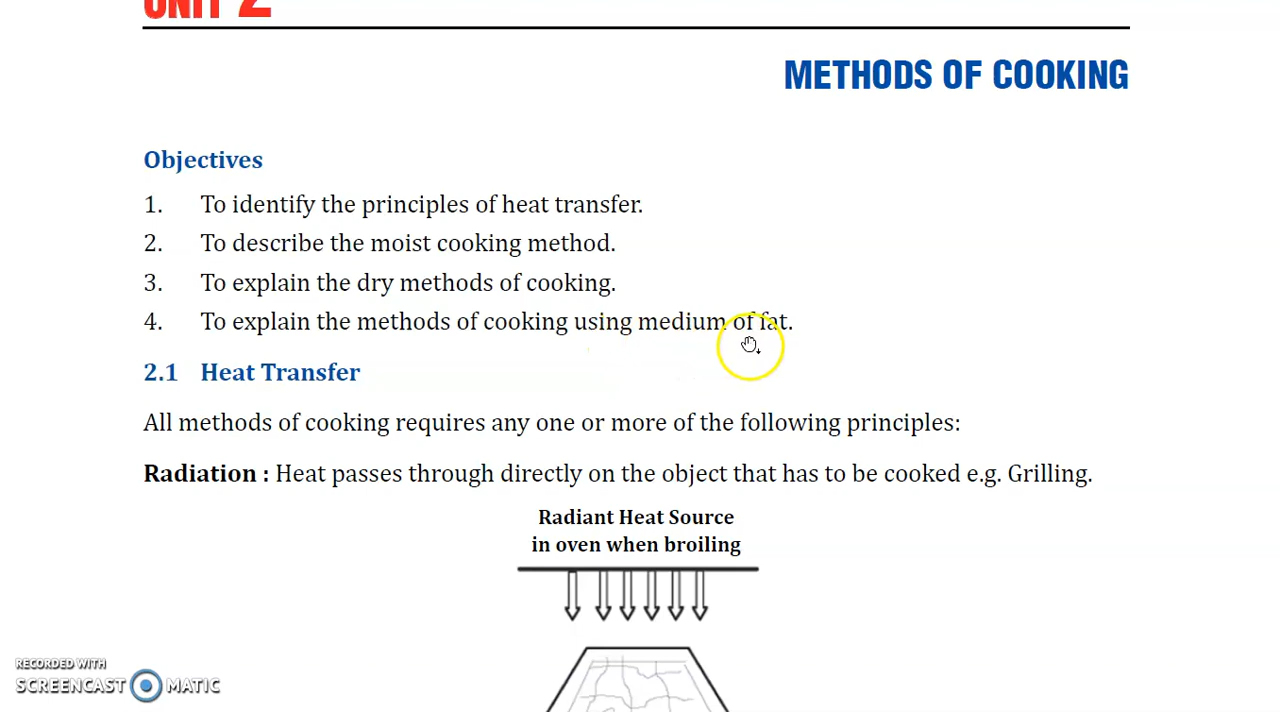 UNIT 2
METHODS OF COOKING
Objectives
1. To identify the principles of heat transfer.
2. To describe the moist cooking method.
3. To explain the dry methods of cooking.
4. To explain the methods of cooking using medium of fat.
2.1 Heat Transfer
All methods of cooking requires any one or more of the following principles:
Radiation : Heat passes through directly on the object that has to be cooked e.g. Grilling.
Radiant Heat Source
in oven when broiling
RECORDED WITH
SCREENCAST MATIC